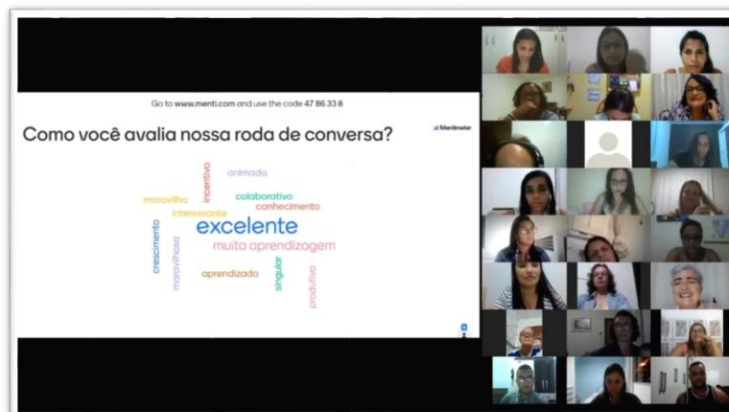 Go to www.menti.com and use the code 47 86 33 8
Como você avalia nossa roda de conversa?
Mentimeter
incentivo
animada
maravilha
colaborativo
conhecimento
interessante
excelente
crescimento
maravilhosa
muita aprendizagem
aprendizado
singular
produtiva